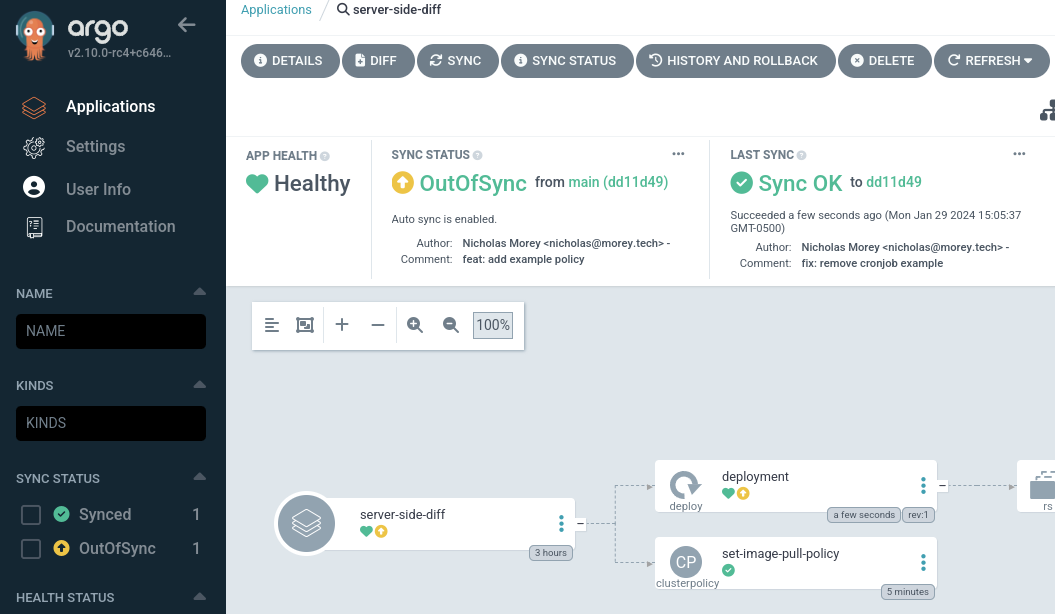 argo
v2.10.0-rc4+c646...
Applications
Settings
User Info
Documentation
NAME
NAME
KINDS
KINDS
SYNC STATUS
Synced 1
OutOfSync 1
HEALTH STATUS
Applications / server-side-diff
DETAILS DIFF SYNC SYNC STATUS HISTORY AND ROLLBACK DELETE REFRESH
APP HEALTH
Healthy
SYNC STATUS ...
OutOfSync from main (dd11d49)
Auto sync is enabled.
Author: Nicholas Morey <nicholas@morey.tech> -
Comment: feat: add example policy
LAST SYNC ...
Sync OK to dd11d49
Succeeded a few seconds ago (Mon Jan 29 2024 15:05:37
GMT-0500)
Author: Nicholas Morey <nicholas@morey.tech> -
Comment: fix: remove cronjob example
100%
server-side-diff
3 hours
deployment
deploy
a few seconds rev:1
rs
CP
set-image-pull-policy
clusterpolicy
5 minutes